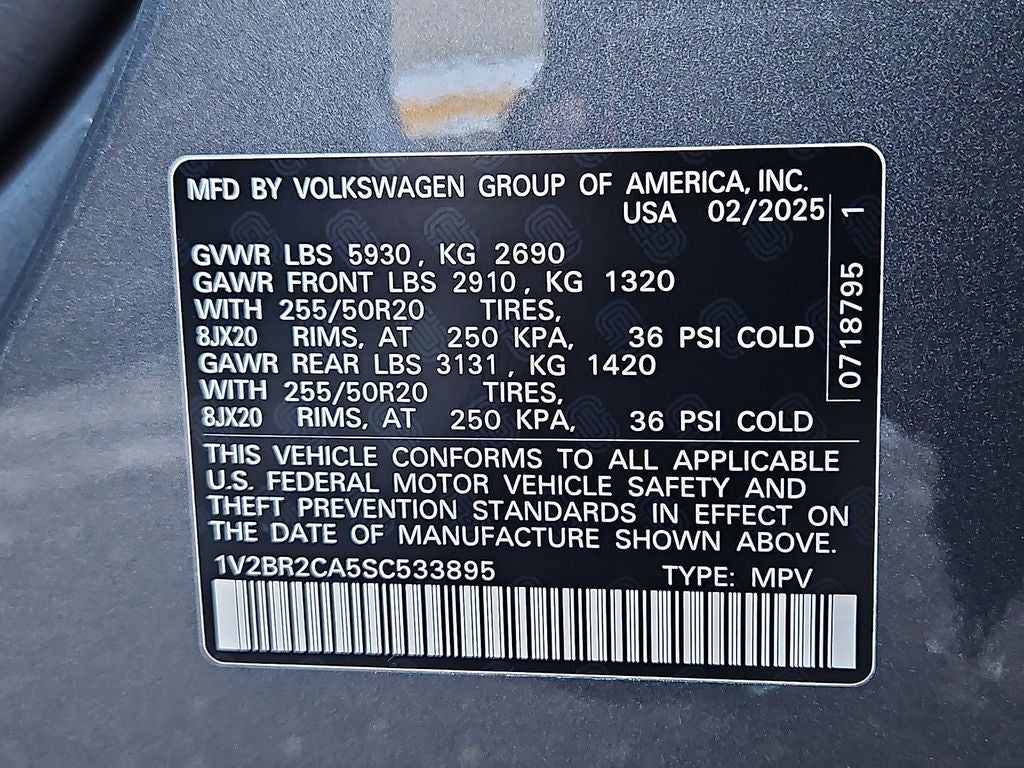 MFD BY VOLKSWAGEN GROUP OF AMERICA, INC.
USA 02/2025
GVWR LBS 5930, KG 2690
GAWR FRONT LBS 2910, KG 1320
WITH 255/50R20 TIRES,
8JX20 RIMS, AT 250 KPA, 36 PSI COLD
GAWR REAR LBS 3131, KG 1420
WITH 255/50R20 TIRES,
8JX20 RIMS, AT 250 KPA, 36 PSI COLD
0718795 1
THIS VEHICLE CONFORMS TO ALL APPLICABLE
U.S. FEDERAL MOTOR VEHICLE SAFETY AND
THEFT PREVENTION STANDARDS IN EFFECT ON
THE DATE OF MANUFACTURE SHOWN ABOVE.
1V2BR2CA5SC533895 TYPE: MPV